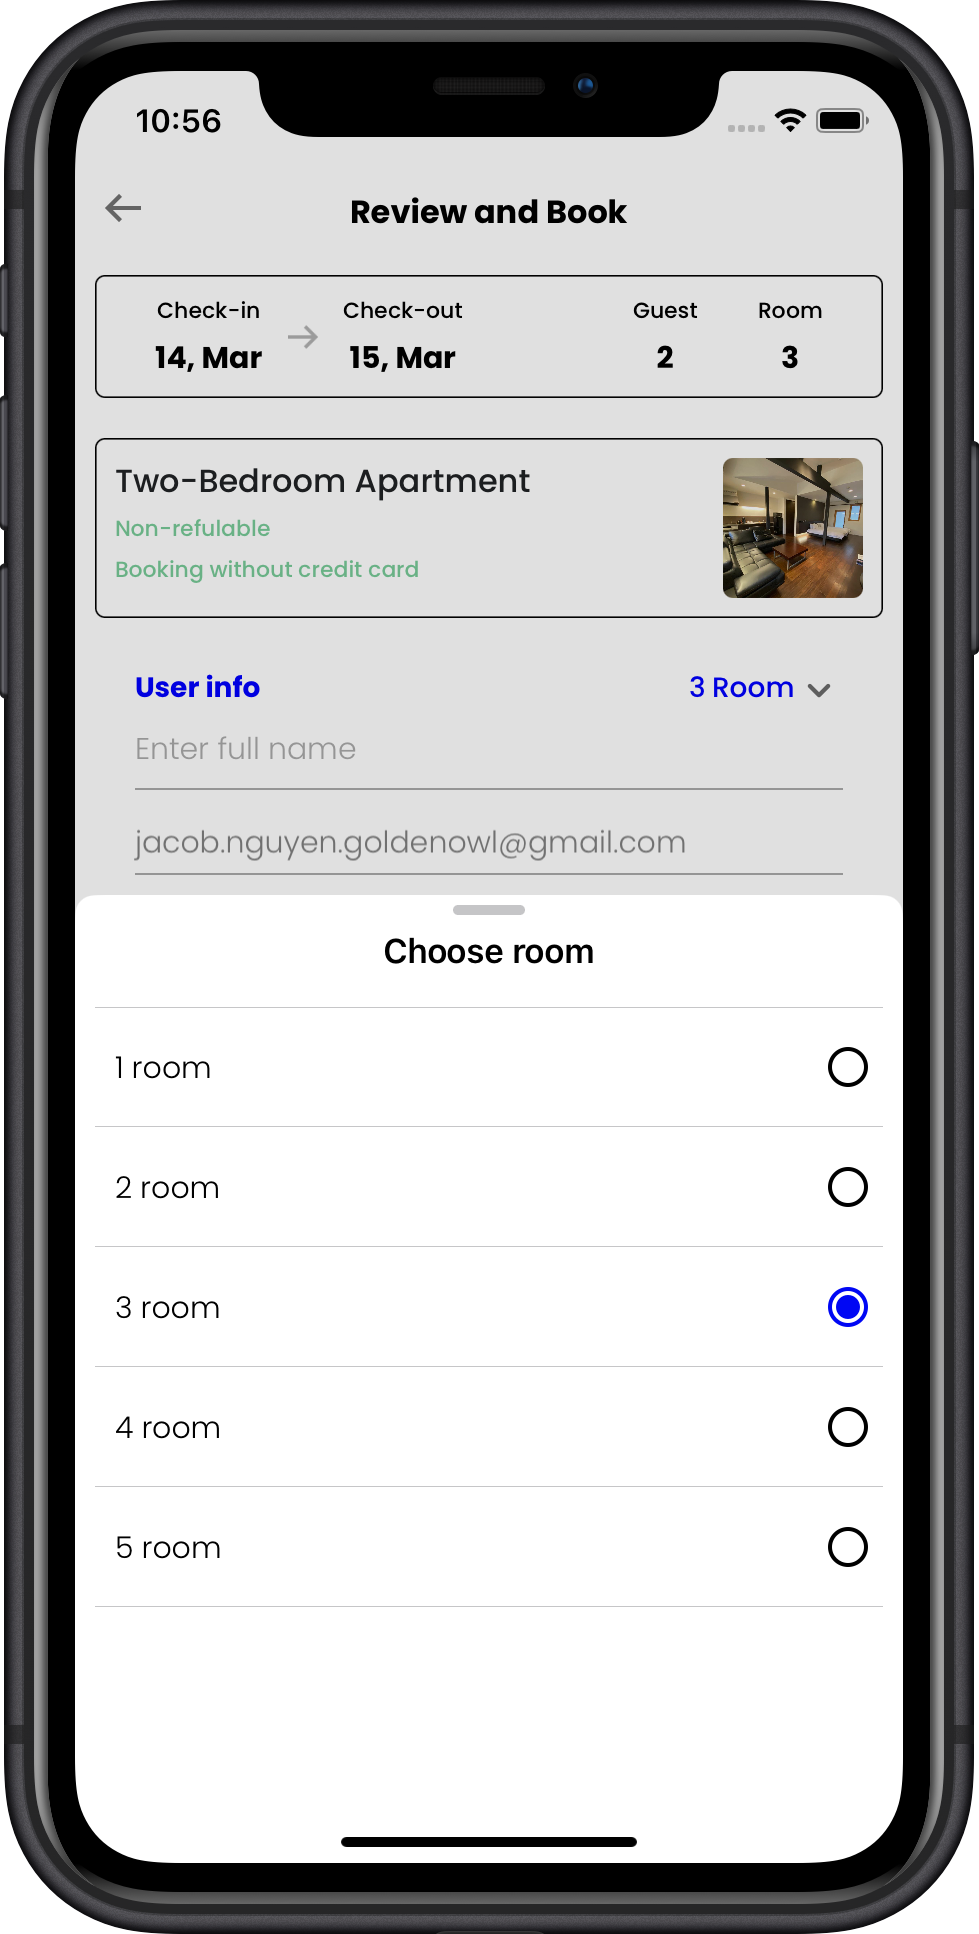 10:56
Review and Book
Check-in Check-out Guest Room
14, Mar 15, Mar 2 3
Two-Bedroom Apartment
Non-refulable
Booking without credit card
User info 3 Room
Enter full name
jacob.nguyen.goldenowl@gmail.com
Choose room
1 room
2 room
3 room
4 room
5 room